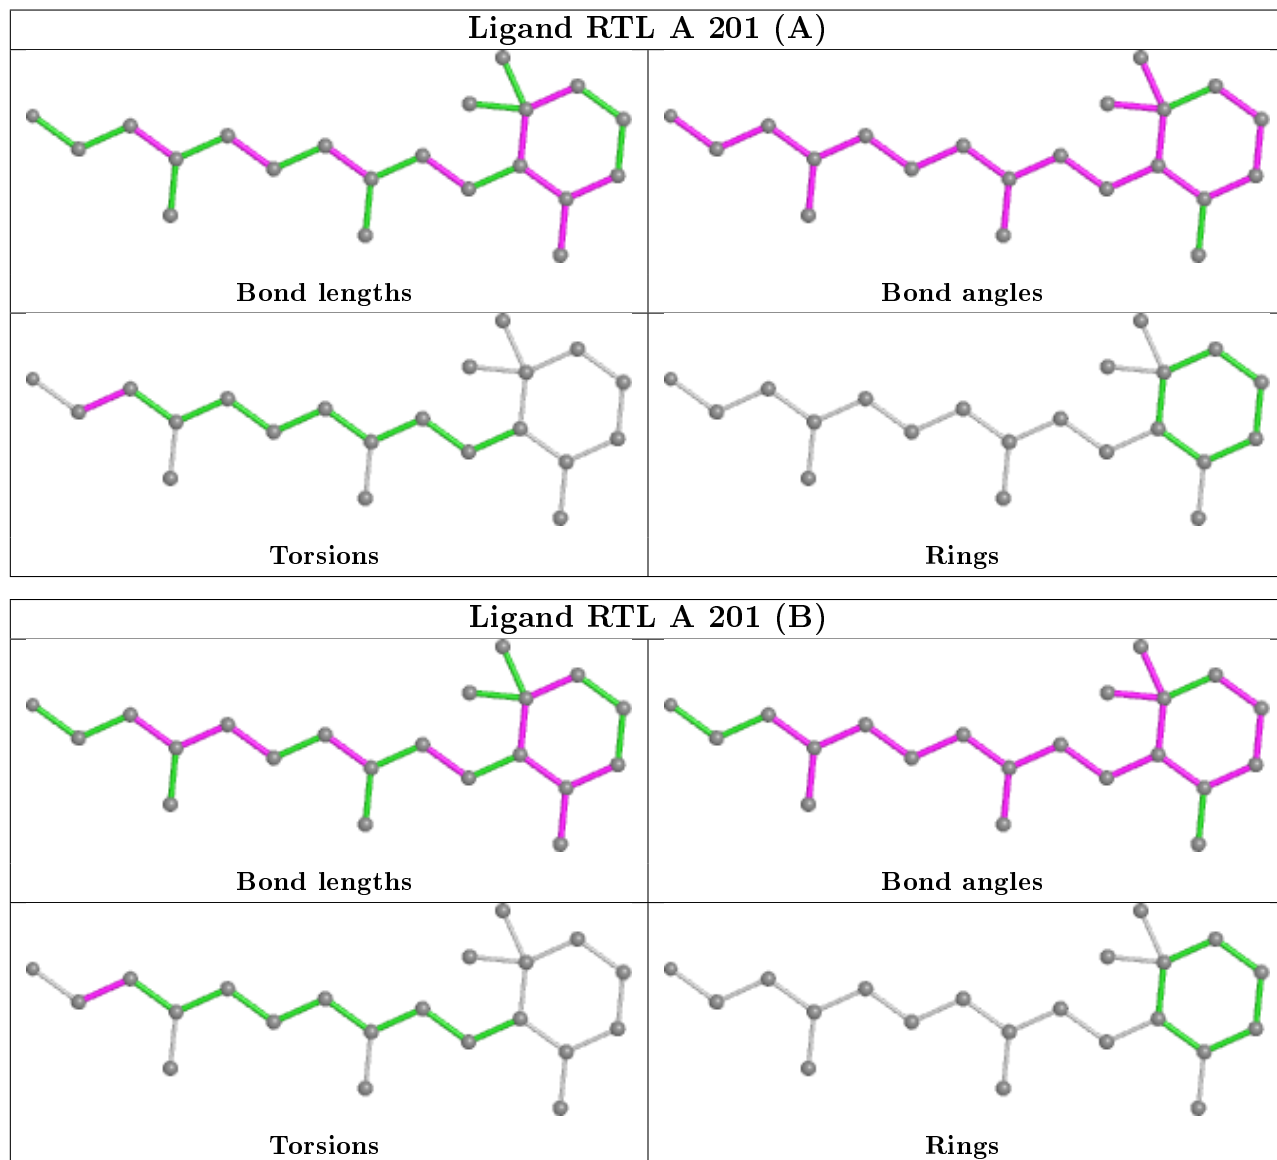 Ligand RTL A 201 (A)
Bond lengths
Bond angles
Torsions
Rings
Ligand RTL A 201 (B)
Bond lengths
Bond angles
Torsions
Rings